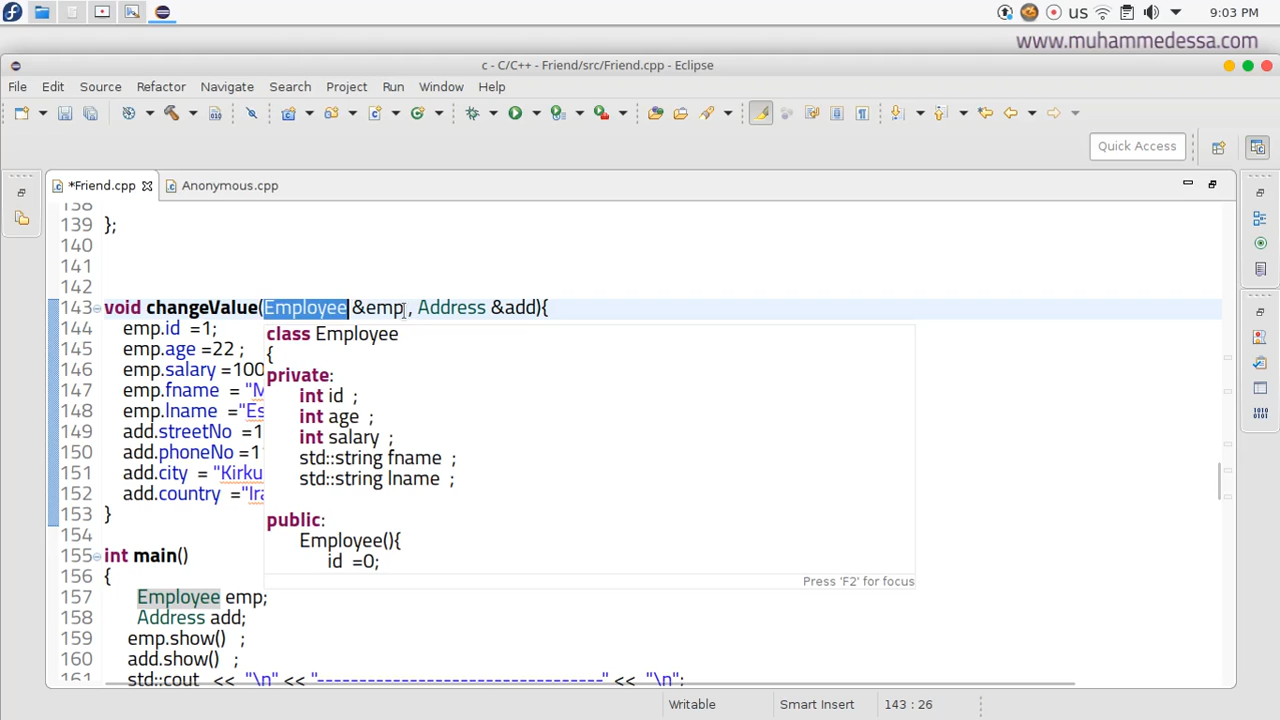 us
9:03 PM
www.muhammedessa.com
c - C/C++ - Friend/src/Friend.cpp - Eclipse
File Edit Source Refactor Navigate Search Project Run Window Help
Quick Access
*Friend.cpp
Anonymous.cpp
138
139 };
140
141
142
143 void changeValue(Employee &emp, Address &add){
144 emp.id =1;
145 emp.age =22 ;
146 emp.salary =100
147 emp.fname = "M
148 emp.lname ="Es
149 add.streetNo =1
150 add.phoneNo =1
151 add.city = "Kirku
152 add.country ="Ira
153 }
154
155 int main()
156 {
157 Employee emp;
158 Address add;
159 emp.show() ;
160 add.show() ;
161 std::cout << "\n" << "----------------------------------" << "\n";
class Employee
{
private:
int id ;
int age ;
int salary ;
std::string fname ;
std::string lname ;
public:
Employee(){
id =0;
Press 'F2' for focus
Writable
Smart Insert
143 : 26